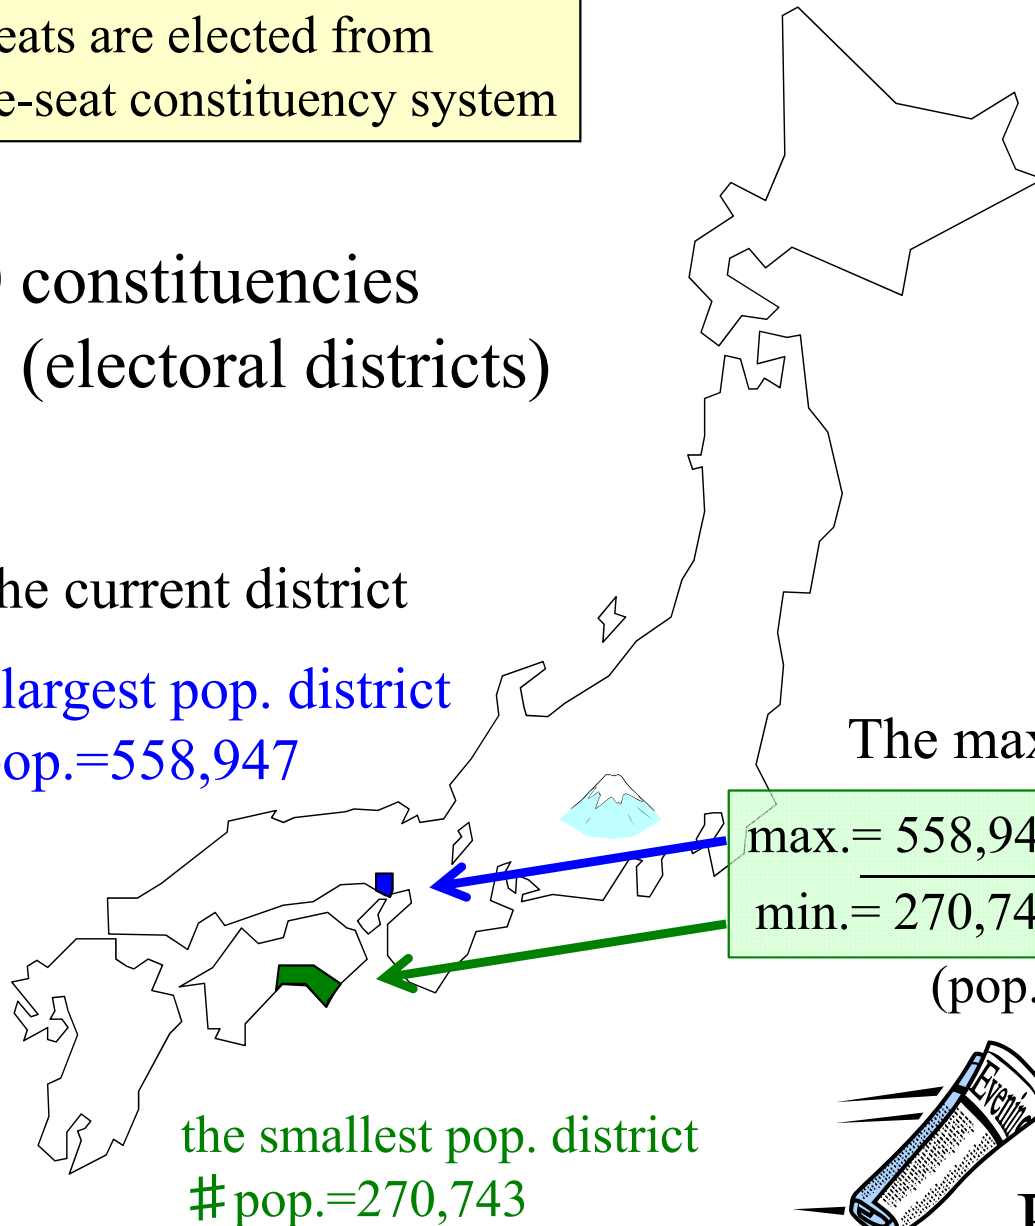 eats are elected from
e-seat constituency system
constituencies
(electoral districts)
he current district
largest pop. district
op.=558,947
The max
max.= 558,94
min.= 270,74
(pop.
Evening
the smallest pop. district
#pop.=270,743